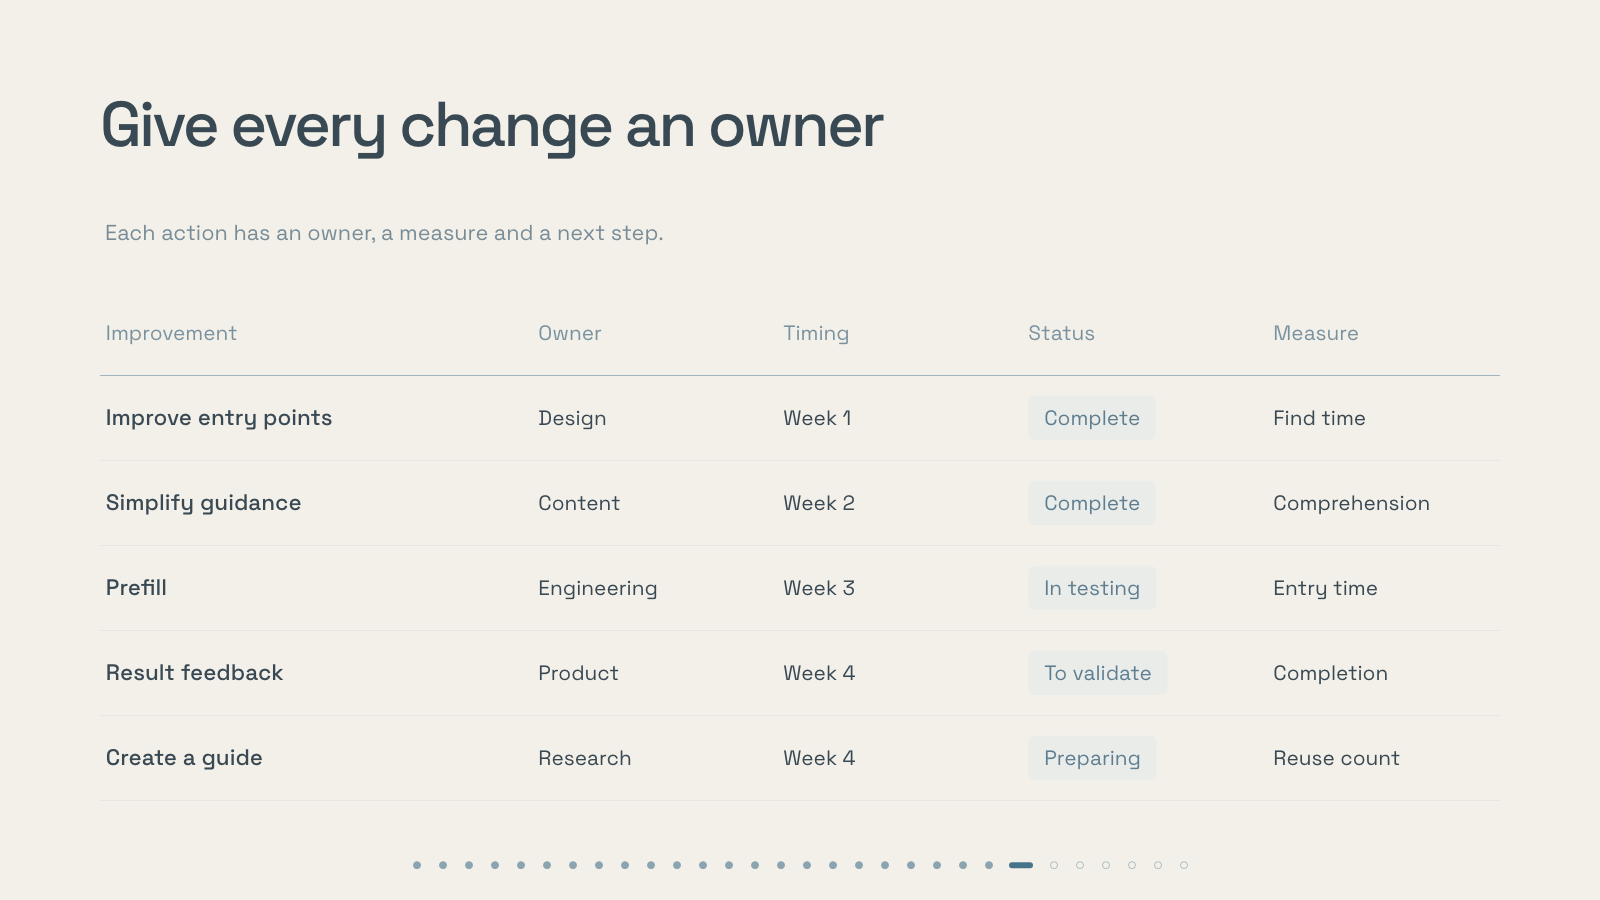 Give every change an owner
Each action has an owner, a measure and a next step.
Improvement Owner Timing Status Measure
Improve entry points Design Week 1 Complete Find time
Simplify guidance Content Week 2 Complete Comprehension
Prefill Engineering Week 3 In testing Entry time
Result feedback Product Week 4 To validate Completion
Create a guide Research Week 4 Preparing Reuse count